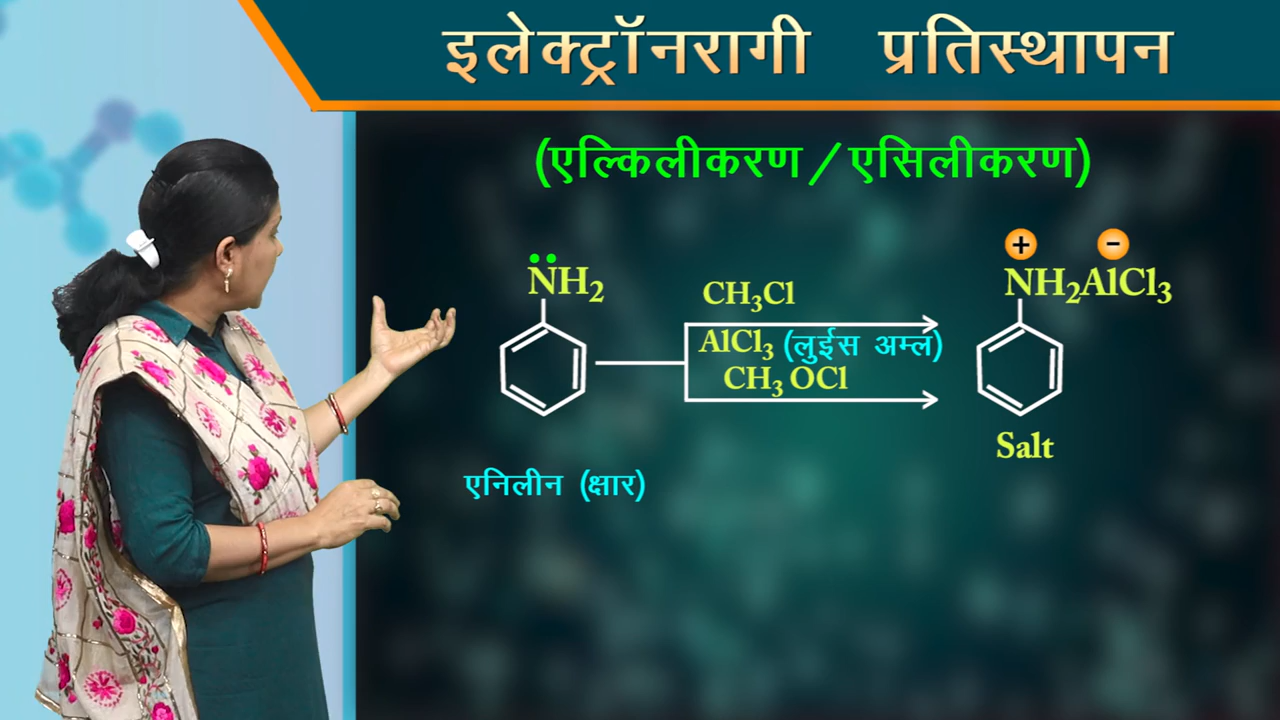 इलेक्ट्रॉनरागी प्रतिस्थापन
(एल्किलीकरण / एसिलीकरण)
NH2
CH3Cl
AlCl3 (लुईस अम्ल)
CH3 OCl
+ −
NH2AlCl3
Salt
एनिलीन (क्षार)